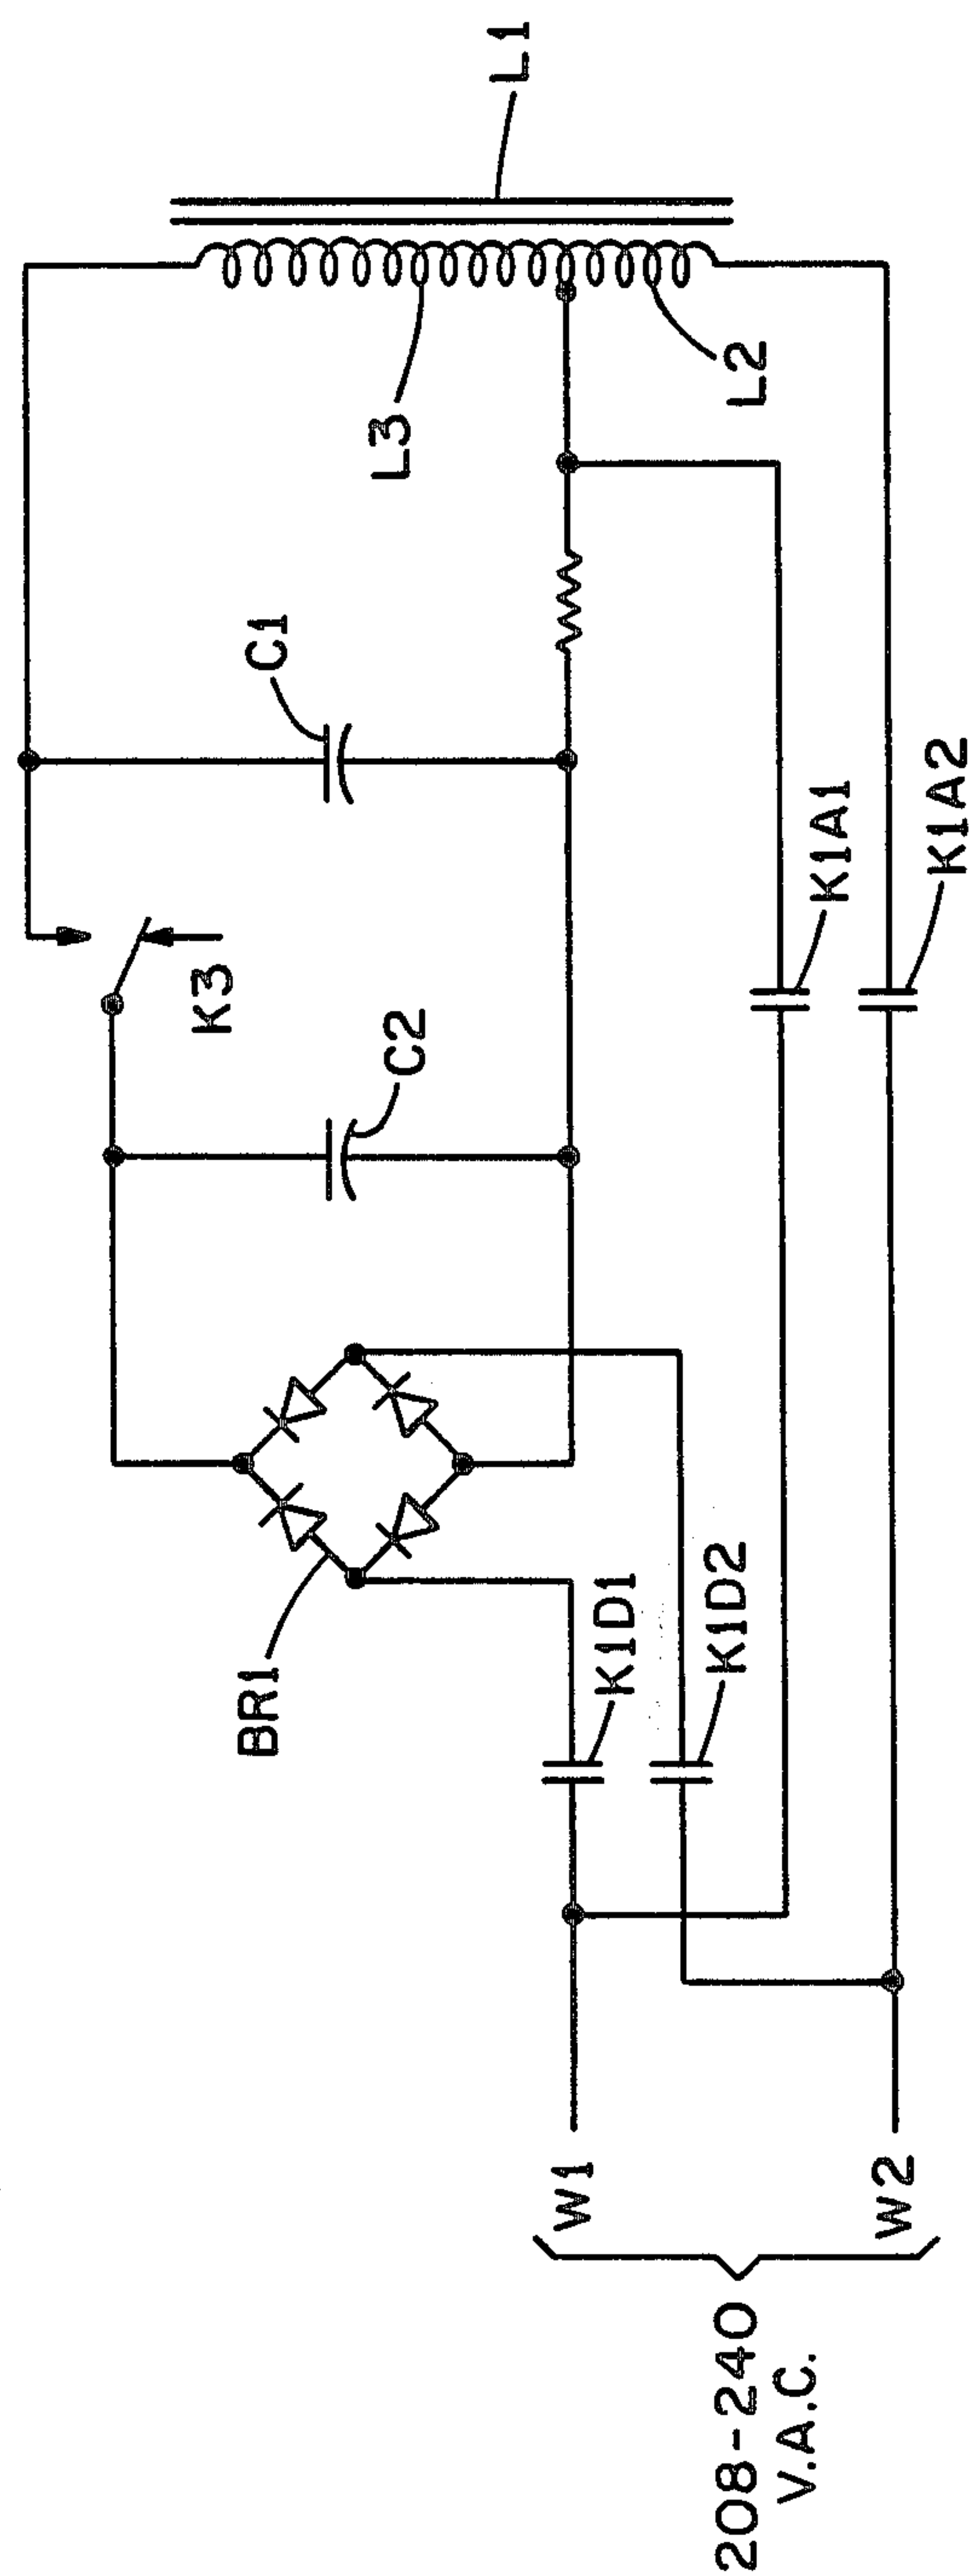 L1
L3
L2
C1
K3
C2
K1A1
K1A2
BR1
K1D1
K1D2
W1
W2
208-240
V.A.C.